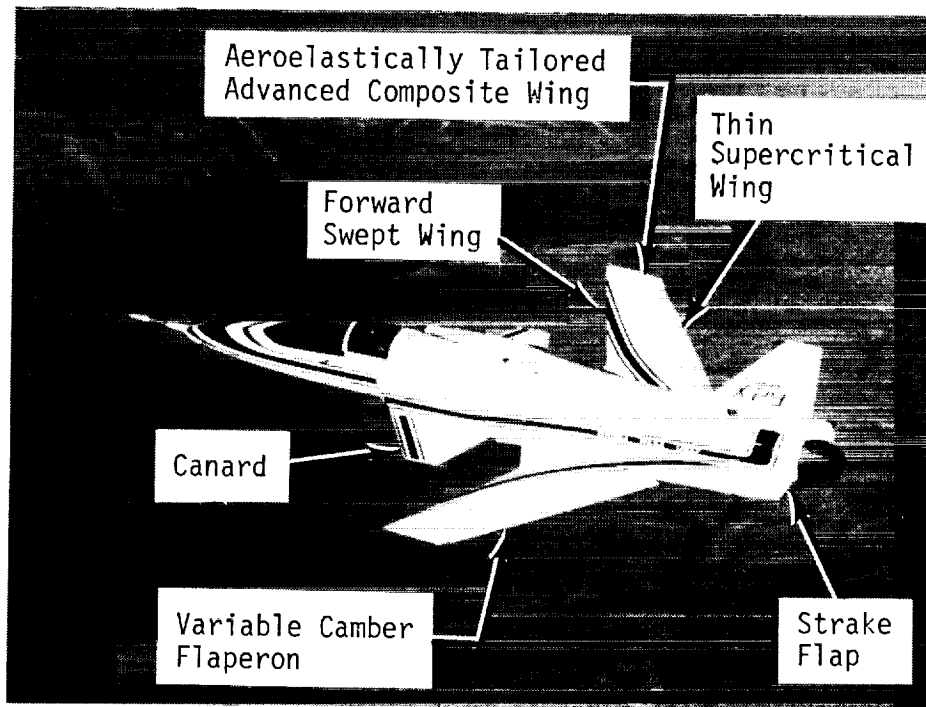 Aeroelastically Tailored
Advanced Composite Wing
Thin
Supercritical
Wing
Forward
Swept Wing
Canard
Variable Camber
Flaperon
Strake
Flap